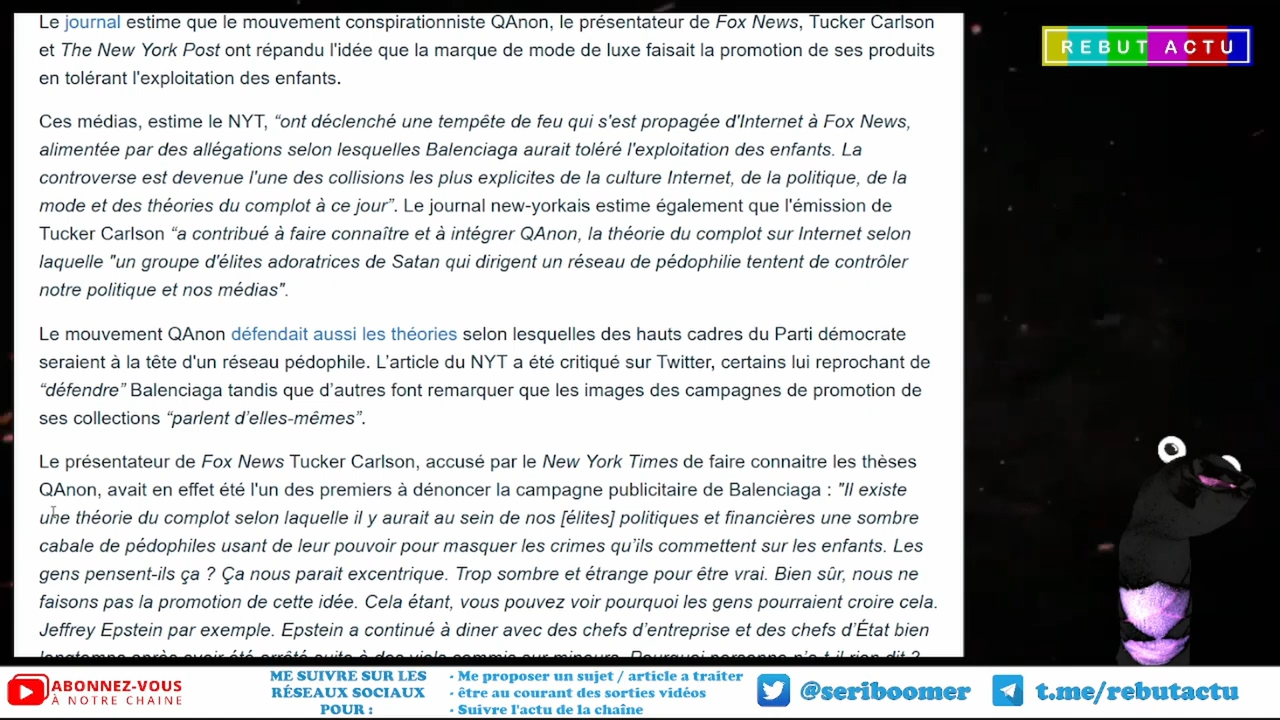 Le journal estime que le mouvement conspirationniste QAnon, le présentateur de Fox News, Tucker Carlson
et The New York Post ont répandu l'idée que la marque de mode de luxe faisait la promotion de ses produits
en tolérant l'exploitation des enfants.
Ces médias, estime le NYT, “ont déclenché une tempête de feu qui s'est propagée d'Internet à Fox News,
alimentée par des allégations selon lesquelles Balenciaga aurait toléré l'exploitation des enfants. La
controverse est devenue l'une des collisions les plus explicites de la culture Internet, de la politique, de la
mode et des théories du complot à ce jour”. Le journal new-yorkais estime également que l'émission de
Tucker Carlson “a contribué à faire connaître et à intégrer QAnon, la théorie du complot sur Internet selon
laquelle "un groupe d'élites adoratrices de Satan qui dirigent un réseau de pédophilie tentent de contrôler
notre politique et nos médias".
Le mouvement QAnon défendait aussi les théories selon lesquelles des hauts cadres du Parti démocrate
seraient à la tête d'un réseau pédophile. L’article du NYT a été critiqué sur Twitter, certains lui reprochant de
“défendre” Balenciaga tandis que d’autres font remarquer que les images des campagnes de promotion de
ses collections “parlent d’elles-mêmes”.
Le présentateur de Fox News Tucker Carlson, accusé par le New York Times de faire connaitre les thèses
QAnon, avait en effet été l'un des premiers à dénoncer la campagne publicitaire de Balenciaga : "Il existe
une théorie du complot selon laquelle il y aurait au sein de nos [élites] politiques et financières une sombre
cabale de pédophiles usant de leur pouvoir pour masquer les crimes qu’ils commettent sur les enfants. Les
gens pensent-ils ça ? Ça nous parait excentrique. Trop sombre et étrange pour être vrai. Bien sûr, nous ne
faisons pas la promotion de cette idée. Cela étant, vous pouvez voir pourquoi les gens pourraient croire cela.
Jeffrey Epstein par exemple. Epstein a continué à diner avec des chefs d’entreprise et des chefs d’État bien
REBUT ACTU
ABONNEZ-VOUS
À NOTRE CHAINE
ME SUIVRE SUR LES
RÉSEAUX SOCIAUX
POUR :
- Me proposer un sujet / article a traiter
- être au courant des sorties vidéos
- Suivre l'actu de la chaîne
@seriboomer
t.me/rebutactu